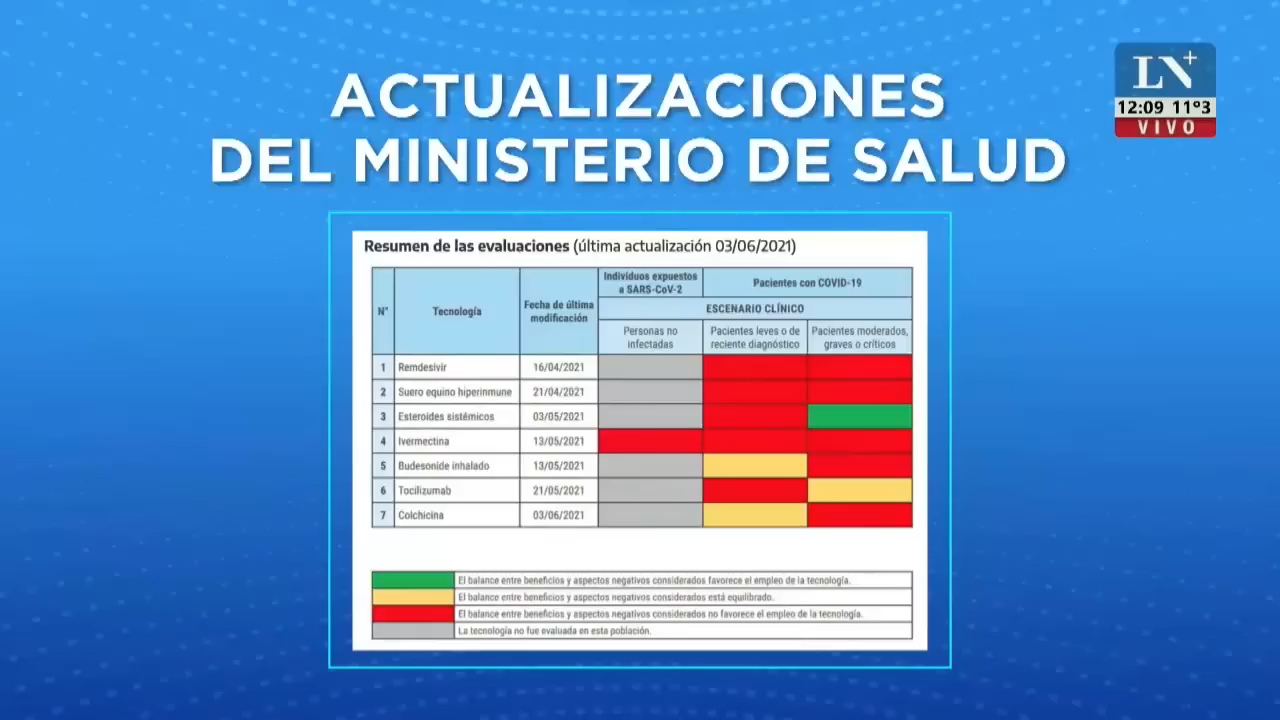 ACTUALIZACIONES
DEL MINISTERIO DE SALUD
LN+
12:09 11°3
VIVO
Resumen de las evaluaciones (última actualización 03/06/2021)
N° Tecnología Fecha de última modificación Individuos expuestos a SARS-CoV-2 Pacientes con COVID-19
ESCENARIO CLÍNICO
Personas no infectadas Pacientes leves o de reciente diagnóstico Pacientes moderados, graves o críticos
1 Remdesivir 16/04/2021
2 Suero equino hiperinmune 21/04/2021
3 Esteroides sistémicos 03/05/2021
4 Ivermectina 13/05/2021
5 Budesonide inhalado 13/05/2021
6 Tocilizumab 21/05/2021
7 Colchicina 03/06/2021
El balance entre beneficios y aspectos negativos considerados favorece el empleo de la tecnología.
El balance entre beneficios y aspectos negativos considerados está equilibrado.
El balance entre beneficios y aspectos negativos considerados no favorece el empleo de la tecnología.
La tecnología no fue evaluada en esta población.